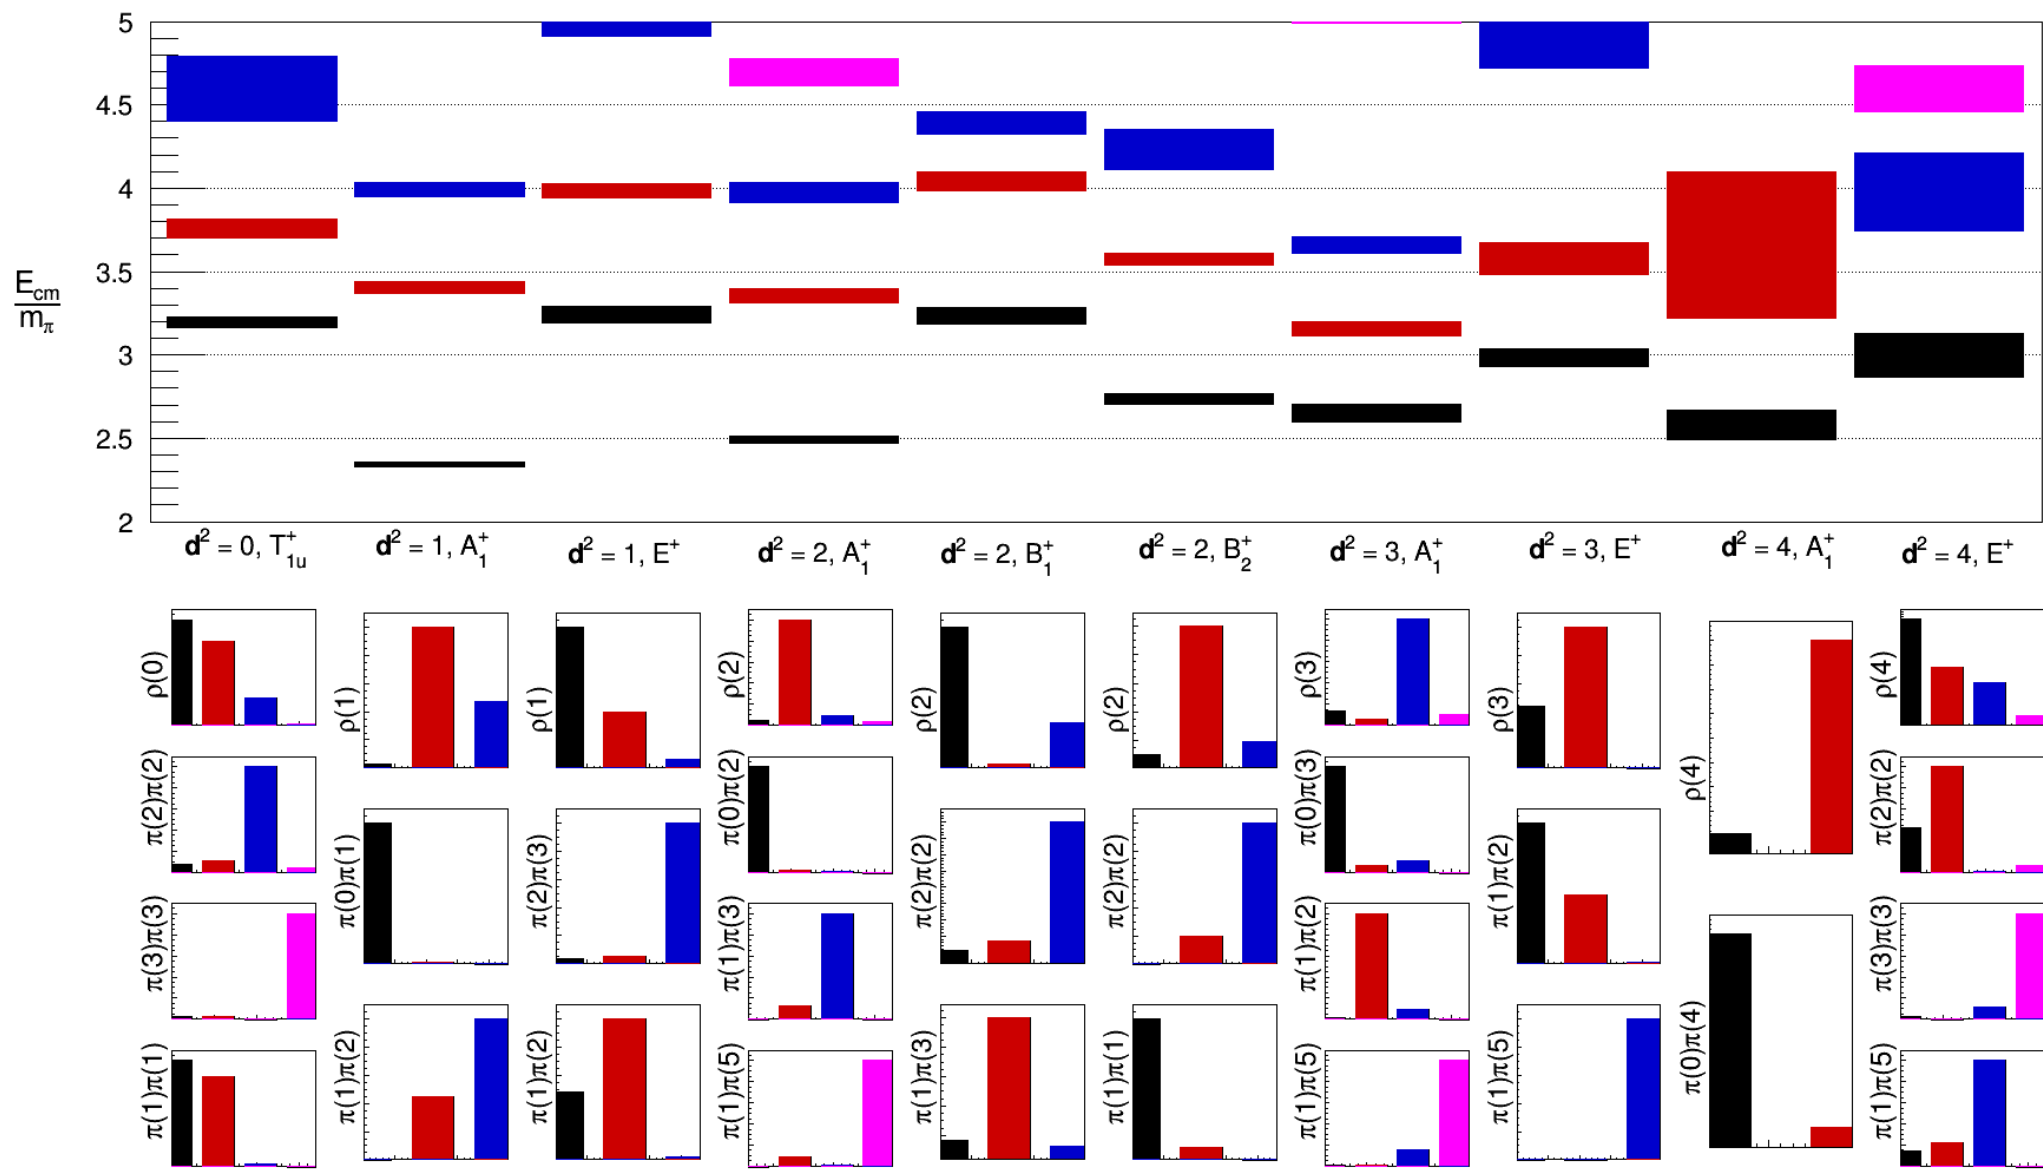 5
4.5
4
3.5
3
2.5
2
E_cm
m_π
d² = 0, T⁺_1u
d² = 1, A⁺_1
d² = 1, E⁺
d² = 2, A⁺_1
d² = 2, B⁺_1
d² = 2, B⁺_2
d² = 3, A⁺_1
d² = 3, E⁺
d² = 4, A⁺_1
d² = 4, E⁺
ρ(0)
π(2)π(2)
π(3)π(3)
π(1)π(1)
ρ(1)
π(0)π(1)
π(1)π(2)
ρ(1)
π(2)π(3)
π(1)π(2)
ρ(2)
π(0)π(2)
π(1)π(3)
π(1)π(5)
ρ(2)
π(2)π(2)
π(1)π(3)
ρ(2)
π(2)π(2)
π(1)π(1)
ρ(3)
π(0)π(3)
π(1)π(2)
π(1)π(5)
ρ(3)
π(1)π(2)
π(1)π(5)
ρ(4)
π(0)π(4)
ρ(4)
π(2)π(2)
π(3)π(3)
π(1)π(5)